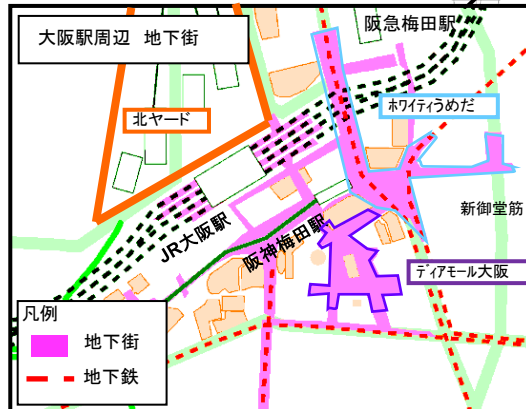 大阪駅周辺 地下街
阪急梅田駅
北ヤード
ホワイティうめだ
新御堂筋
JR大阪駅
阪神梅田駅
ディアモール大阪
凡例
地下街
地下鉄